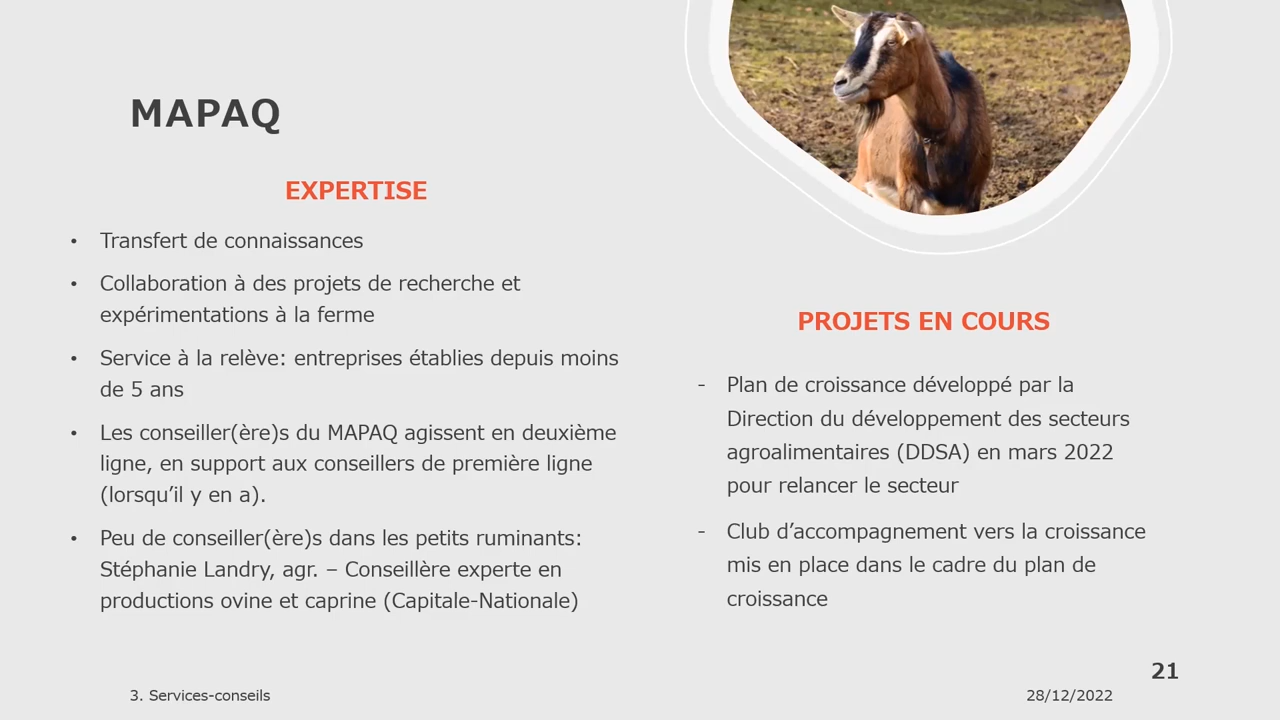 MAPAQ
EXPERTISE
• Transfert de connaissances
• Collaboration à des projets de recherche et
expérimentations à la ferme
• Service à la relève: entreprises établies depuis moins
de 5 ans
• Les conseiller(ère)s du MAPAQ agissent en deuxième
ligne, en support aux conseillers de première ligne
(lorsqu’il y en a).
• Peu de conseiller(ère)s dans les petits ruminants:
Stéphanie Landry, agr. – Conseillère experte en
productions ovine et caprine (Capitale-Nationale)
PROJETS EN COURS
- Plan de croissance développé par la
Direction du développement des secteurs
agroalimentaires (DDSA) en mars 2022
pour relancer le secteur
- Club d’accompagnement vers la croissance
mis en place dans le cadre du plan de
croissance
21
3. Services-conseils
28/12/2022